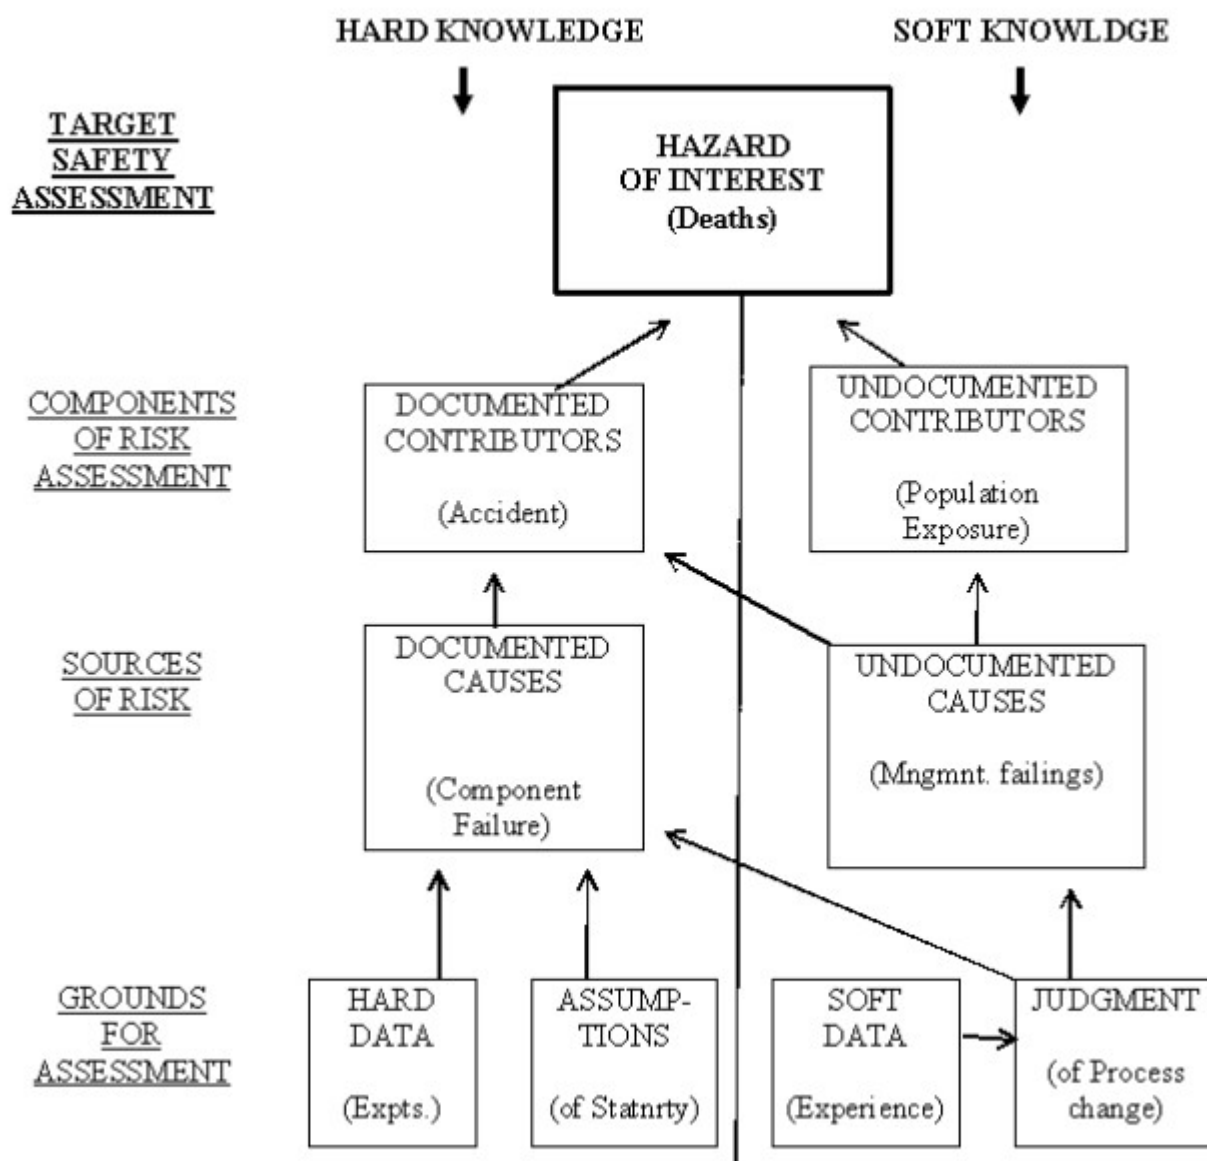 HARD KNOWLEDGE
SOFT KNOWLDGE
TARGET
SAFETY
ASSESSMENT
HAZARD
OF INTEREST
(Deaths)
COMPONENTS
OF RISK
ASSESSMENT
DOCUMENTED
CONTRIBUTORS
(Accident)
UNDOCUMENTED
CONTRIBUTORS
(Population
Exposure)
SOURCES
OF RISK
DOCUMENTED
CAUSES
(Component
Failure)
UNDOCUMENTED
CAUSES
(Mngmnt. failings)
GROUNDS
FOR
ASSESSMENT
HARD
DATA
(Expts.)
ASSUMP-
TIONS
(of Statnrty)
SOFT
DATA
(Experience)
JUDGMENT
(of Process
change)